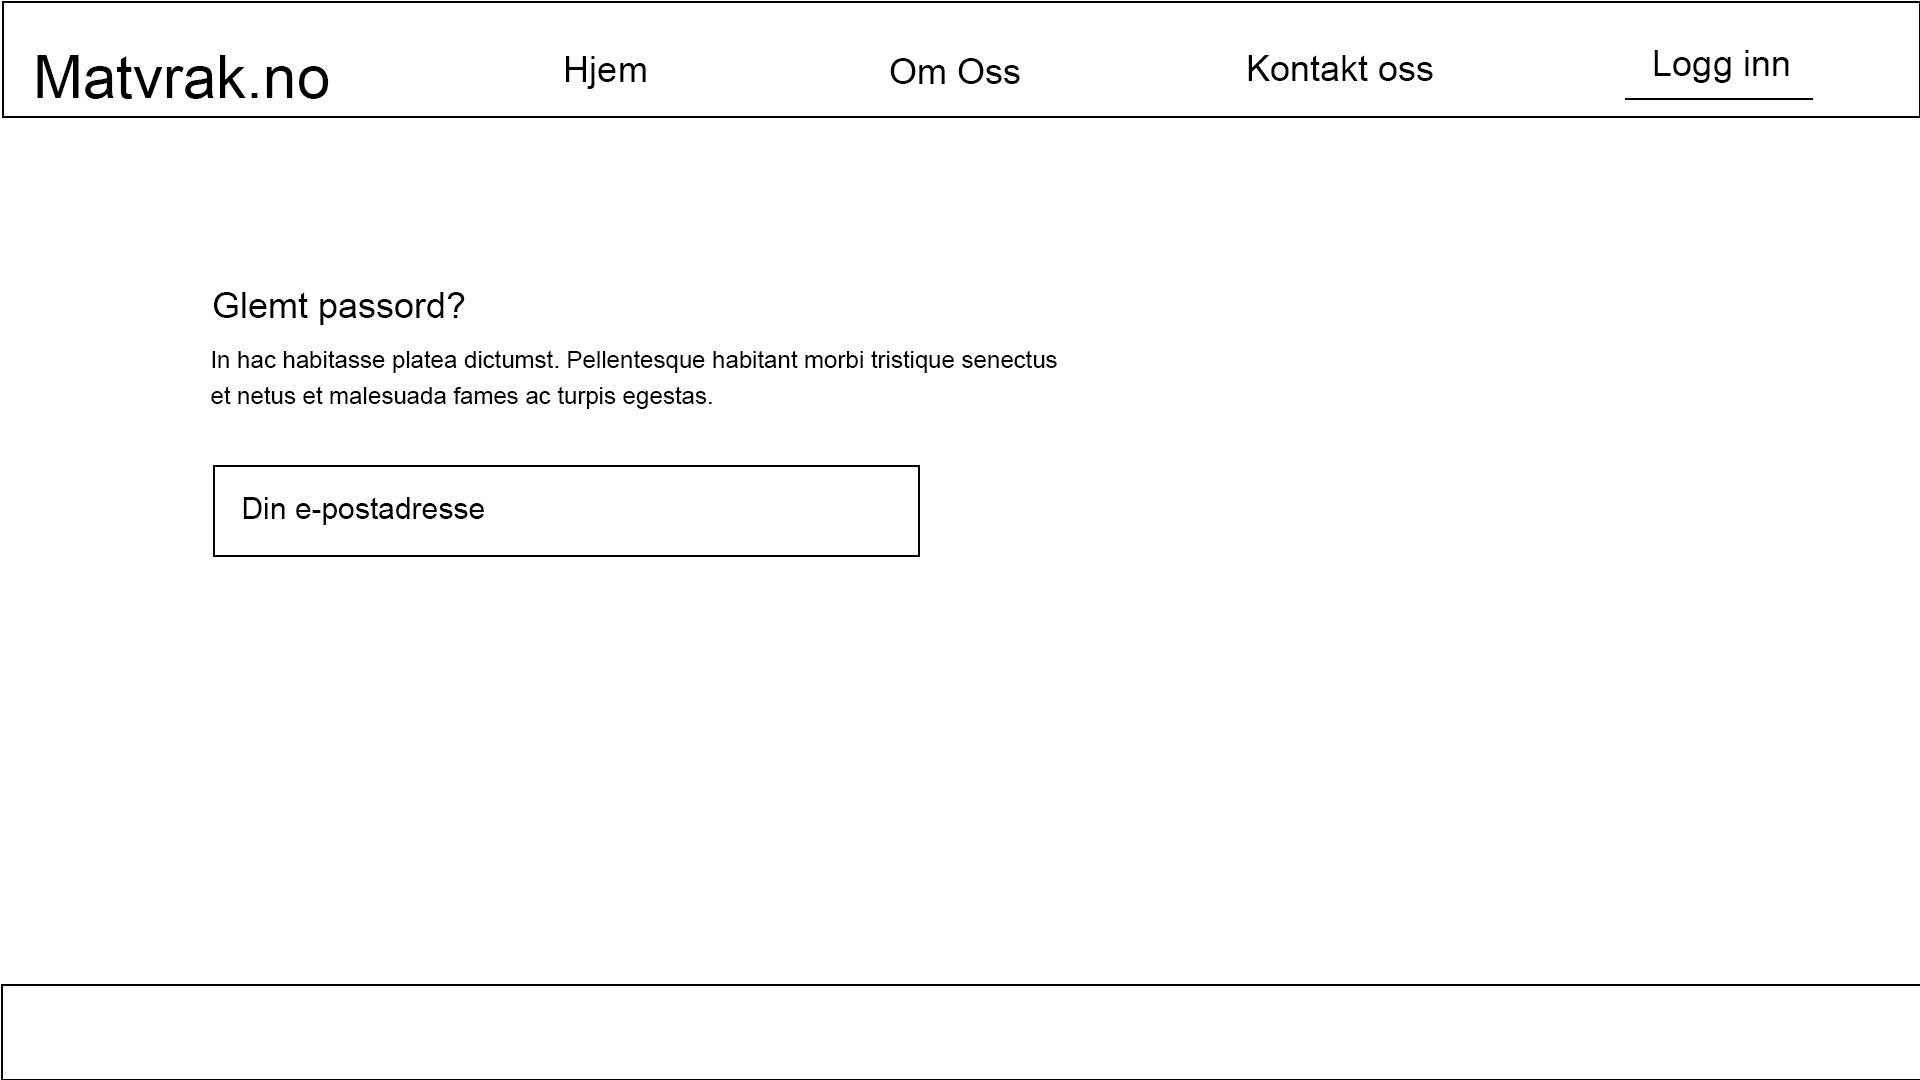 Matvrak.no
Hjem
Om Oss
Kontakt oss
Logg inn
Glemt passord?
In hac habitasse platea dictumst. Pellentesque habitant morbi tristique senectus
et netus et malesuada fames ac turpis egestas.
Din e-postadresse